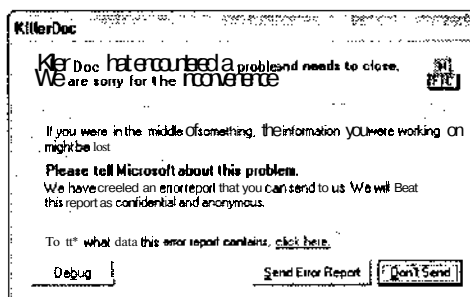 KillerDoc
Kller Doc hat encountered a problem and needs to close.
We are sorry for the inconvenience
If you were in the middle of something, the information you were working on
might be lost
Please tell Microsoft about this problem.
We have creeled an error report that you can send to us We will Beat
this report as confidential and anonymous.
To tt* what data this error report contains, click here.
Debug
Send Error Report
Don't Send